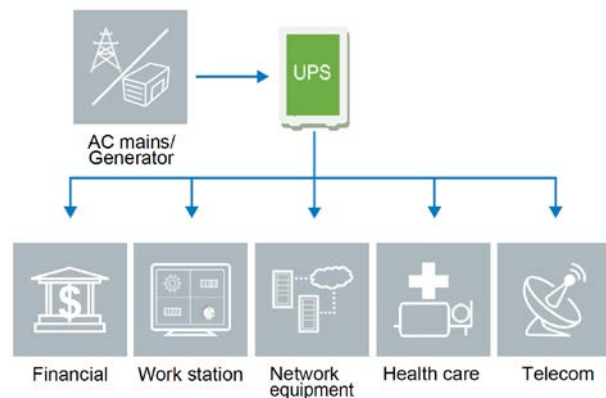 UPS
AC mains/
Generator
$
Financial
Work station
Network
equipment
Health care
Telecom